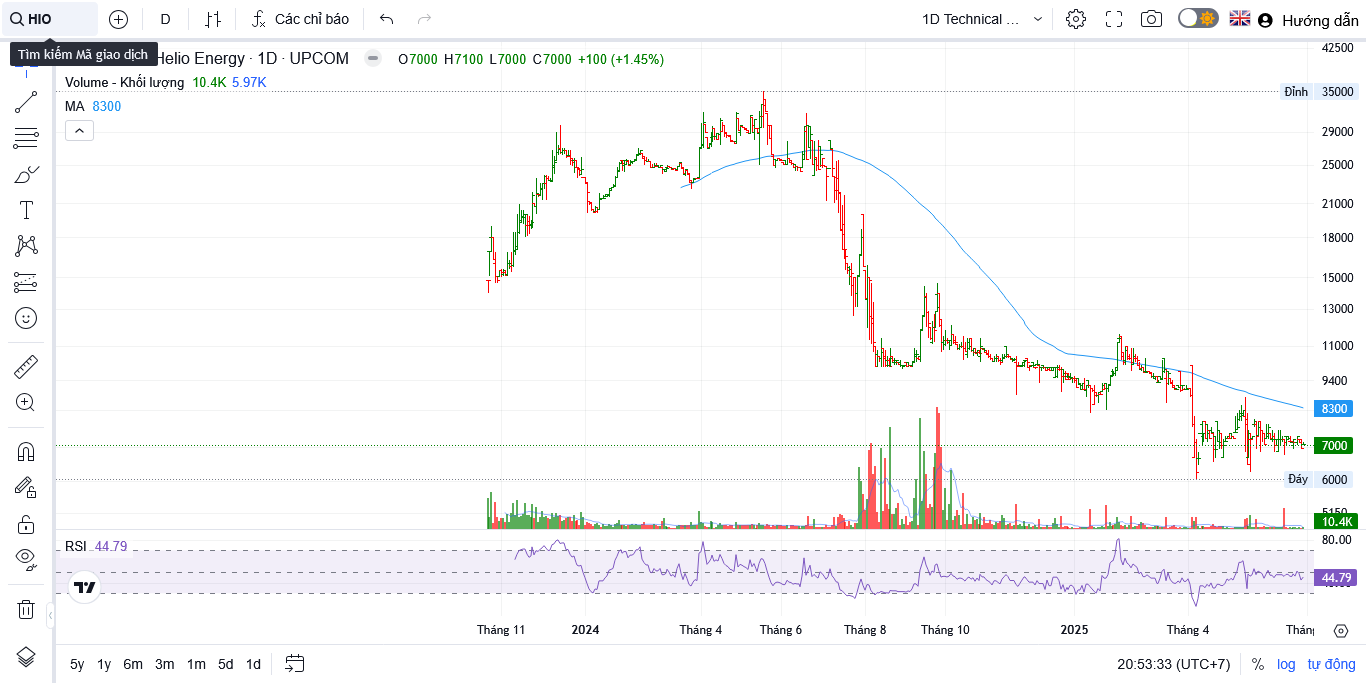 HIO D Các chỉ báo 1D Technical ... Hướng dẫn
Tìm kiếm Mã giao dịch
Helio Energy · 1D · UPCOM O7000 H7100 L7000 C7000 +100 (+1.45%)
Volume - Khối lượng 10.4K 5.97K
MA 8300
42500
Đỉnh 35000
29000
25000
21000
18000
15000
13000
11000
9400
8300
7000
Đáy 6000
5150
10.4K
RSI 44.79
80.00
44.79
Tháng 11 2024 Tháng 4 Tháng 6 Tháng 8 Tháng 10 2025 Tháng 4 Thán
5y 1y 6m 3m 1m 5d 1d 20:53:33 (UTC+7) % log tự động